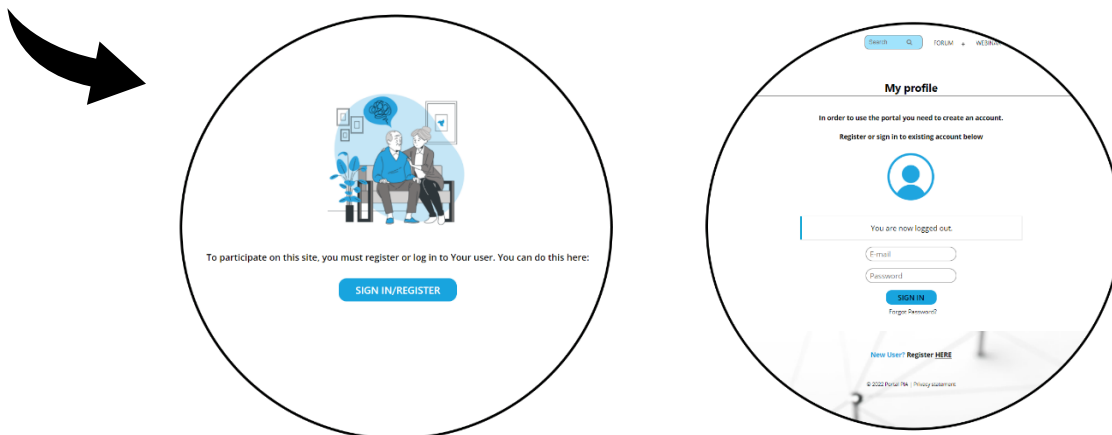 To participate on this site, you must register or log in to Your user. You can do this here:
SIGN IN/REGISTER
Search
FORUM
My profile
In order to use the portal you need to create an account.
Register or sign in to existing account below
You are now logged out.
E-mail
Password
SIGN IN
Forgot Password?
New User? Register HERE
© 2020 Portal PIA | Privacy statement